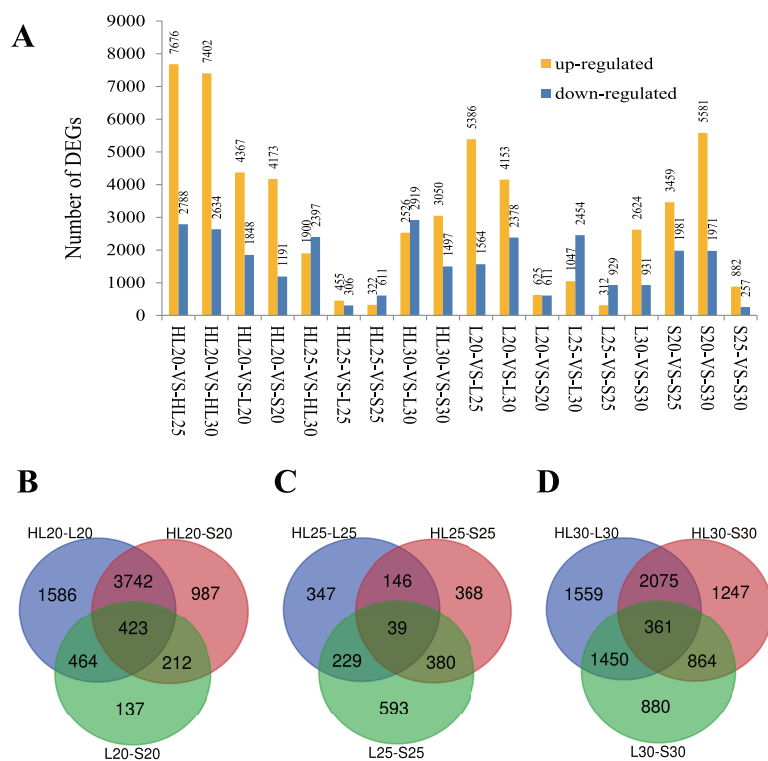 A
Number of DEGs
9000
8000
7000
6000
5000
4000
3000
2000
1000
0
up-regulated
down-regulated
7676
2788
7402
2634
4367
1848
4173
1191
1900
2397
455
306
322
611
2526
2919
3050
1497
5386
1564
4153
2378
625
611
1047
2454
312
929
2624
931
3459
1981
5581
1971
882
257
HL20-VS-HL25
HL20-VS-HL30
HL20-VS-L20
HL20-VS-S20
HL25-VS-HL30
HL25-VS-L25
HL25-VS-S25
HL30-VS-L30
HL30-VS-S30
L20-VS-L25
L20-VS-L30
L20-VS-S20
L25-VS-L30
L25-VS-S25
L30-VS-S30
S20-VS-S25
S20-VS-S30
S25-VS-S30
B
HL20-L20
HL20-S20
1586
3742
987
423
464
212
137
L20-S20
C
HL25-L25
HL25-S25
347
146
368
39
229
380
593
L25-S25
D
HL30-L30
HL30-S30
1559
2075
1247
361
1450
864
880
L30-S30